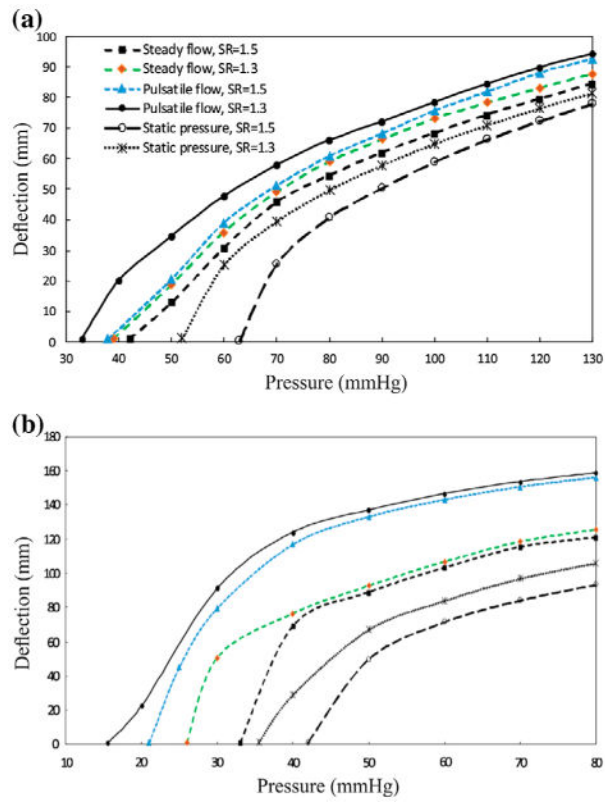 (a)
100
90
80
70
60
50
40
30
20
10
0
Deflection (mm)
Steady flow, SR=1.5
Steady flow, SR=1.3
Pulsatile flow, SR=1.5
Pulsatile flow, SR=1.3
Static pressure, SR=1.5
Static pressure, SR=1.3
30 40 50 60 70 80 90 100 110 120 130
Pressure (mmHg)
(b)
180
160
140
120
100
80
60
40
20
0
Deflection (mm)
10 20 30 40 50 60 70 80
Pressure (mmHg)